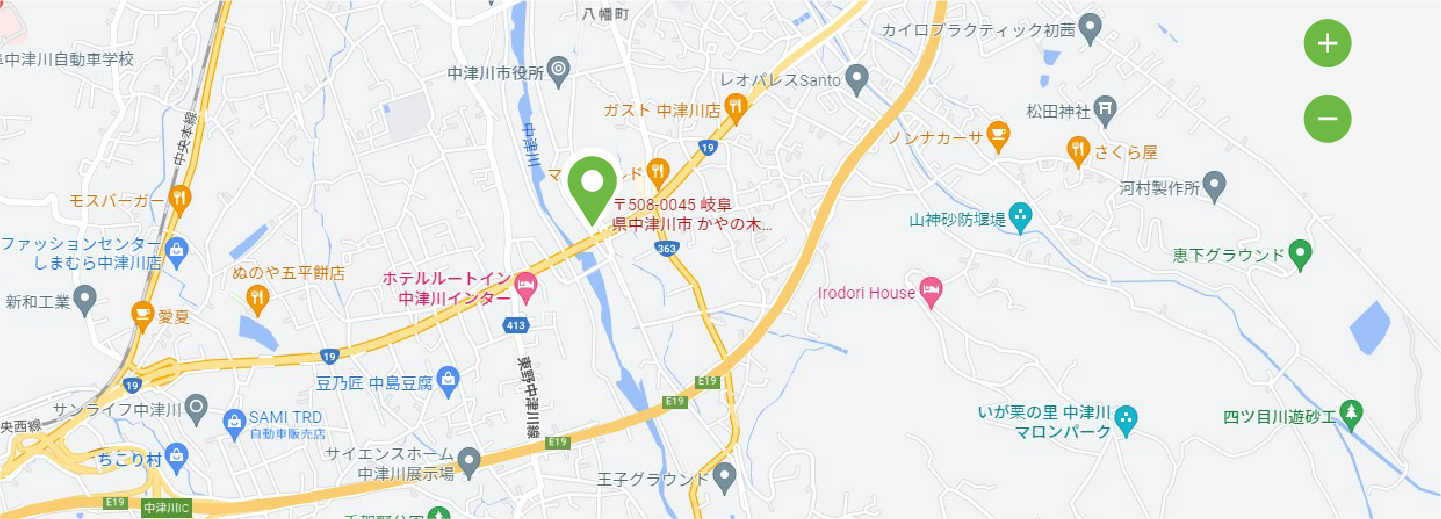 八幡町
カイロプラクティック初茜
中津川自動車学校
中津川市役所
レオパレスSanto
ガスト 中津川店
松田神社
中央本線
中津川
19
ノンナカーサ
さくら屋
河村製作所
モスバーガー
〒508-0045 岐阜
県中津川市 かやの木...
山神砂防堰堤
363
ファッションセンター
しまむら中津川店
恵下グラウンド
ぬのや五平餅店
ホテルルートイン
中津川インター
Irodori House
新和工業
愛夏
413
19
19
東野中津川線
豆乃匠 中島豆腐
E19
E19
サンライフ中津川
SAMI TRD
自動車販売店
いが栗の里 中津川
マロンパーク
四ツ目川遊砂工
央西線
E19
ちこり村
サイエンスホーム
中津川展示場
王子グラウンド
E19
中津川IC